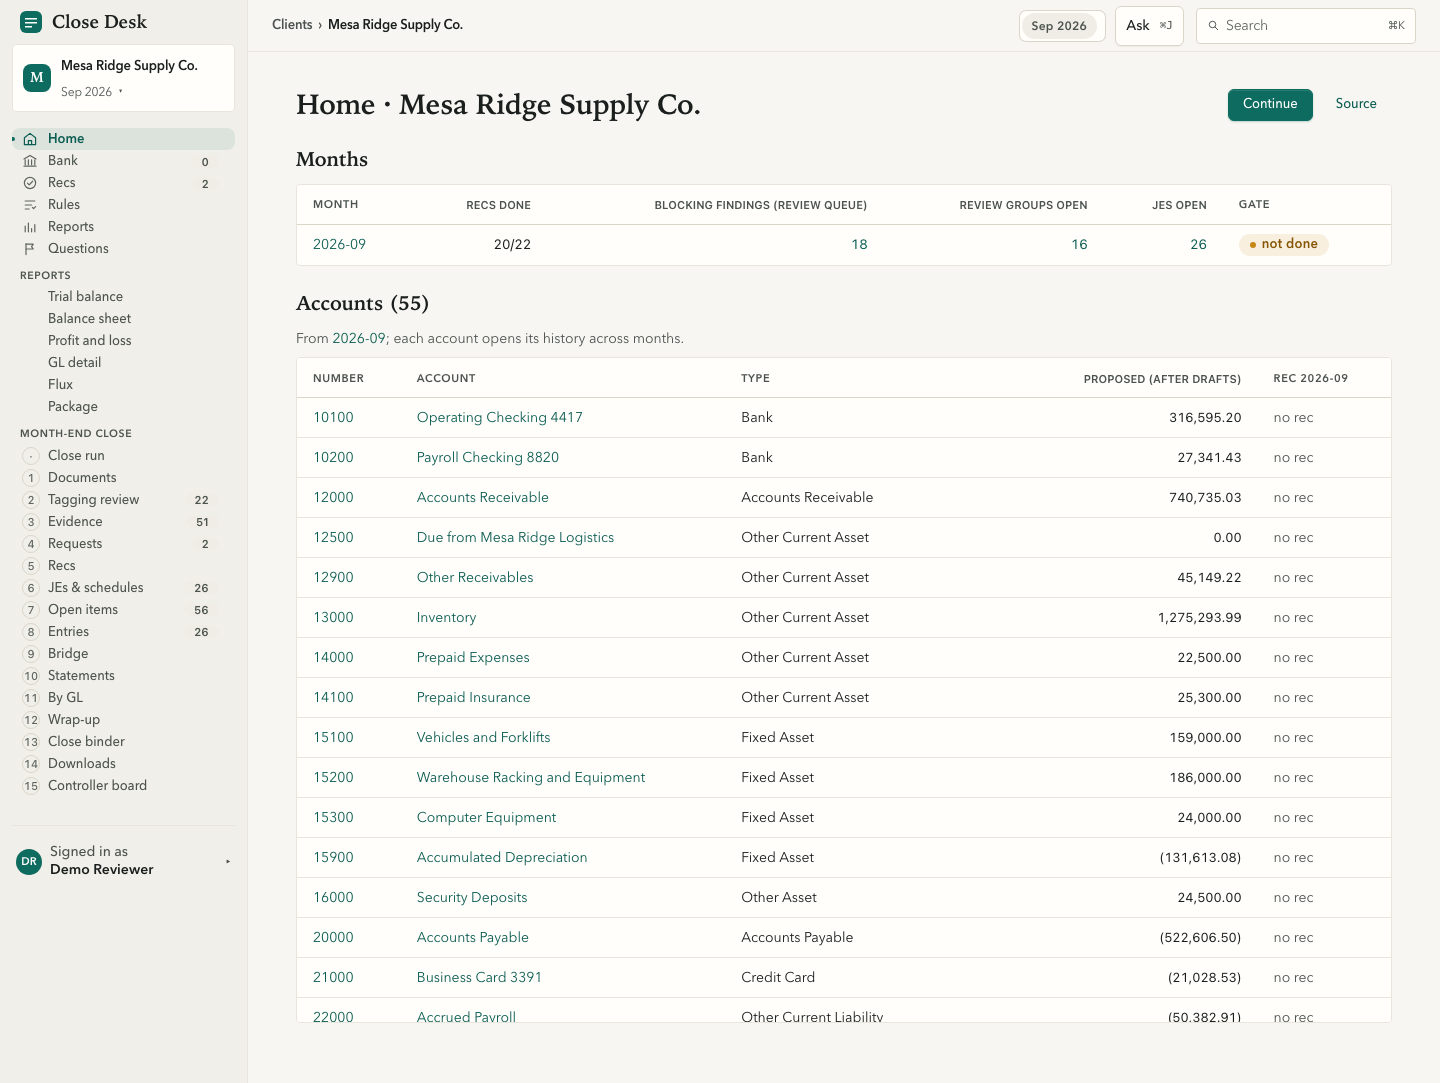 Close Desk
M
Mesa Ridge Supply Co.
Sep 2026
Home
Bank 0
Recs 2
Rules
Reports
Questions
REPORTS
Trial balance
Balance sheet
Profit and loss
GL detail
Flux
Package
MONTH-END CLOSE
· Close run
1 Documents
2 Tagging review 22
3 Evidence 51
4 Requests 2
5 Recs
6 JEs & schedules 26
7 Open items 56
8 Entries 26
9 Bridge
10 Statements
11 By GL
12 Wrap-up
13 Close binder
14 Downloads
15 Controller board
DR
Signed in as
Demo Reviewer
Clients › Mesa Ridge Supply Co.
Sep 2026
Ask ⌘J
Search ⌘K
Home · Mesa Ridge Supply Co.
Continue
Source
Months
MONTH RECS DONE BLOCKING FINDINGS (REVIEW QUEUE) REVIEW GROUPS OPEN JES OPEN GATE
2026-09 20/22 18 16 26 not done
Accounts (55)
From 2026-09; each account opens its history across months.
NUMBER ACCOUNT TYPE PROPOSED (AFTER DRAFTS) REC 2026-09
10100 Operating Checking 4417 Bank 316,595.20 no rec
10200 Payroll Checking 8820 Bank 27,341.43 no rec
12000 Accounts Receivable Accounts Receivable 740,735.03 no rec
12500 Due from Mesa Ridge Logistics Other Current Asset 0.00 no rec
12900 Other Receivables Other Current Asset 45,149.22 no rec
13000 Inventory Other Current Asset 1,275,293.99 no rec
14000 Prepaid Expenses Other Current Asset 22,500.00 no rec
14100 Prepaid Insurance Other Current Asset 25,300.00 no rec
15100 Vehicles and Forklifts Fixed Asset 159,000.00 no rec
15200 Warehouse Racking and Equipment Fixed Asset 186,000.00 no rec
15300 Computer Equipment Fixed Asset 24,000.00 no rec
15900 Accumulated Depreciation Fixed Asset (131,613.08) no rec
16000 Security Deposits Other Asset 24,500.00 no rec
20000 Accounts Payable Accounts Payable (522,606.50) no rec
21000 Business Card 3391 Credit Card (21,028.53) no rec
22000 Accrued Payroll Other Current Liability (50,382.91) no rec